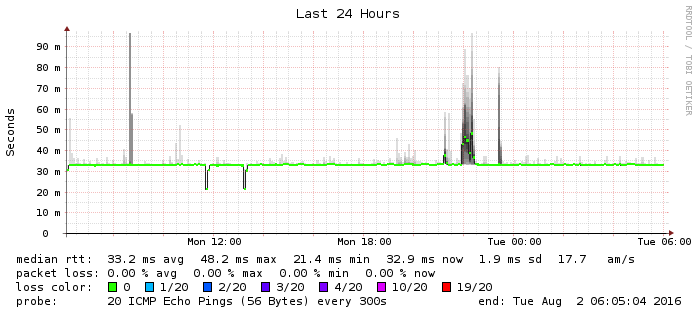 Last 24 Hours
RRDTOOL / TOBI OETIKER
Seconds
90 m
80 m
70 m
60 m
50 m
40 m
30 m
20 m
10 m
0
Mon 12:00 Mon 18:00 Tue 00:00 Tue 06:00
median rtt: 33.2 ms avg 48.2 ms max 21.4 ms min 32.9 ms now 1.9 ms sd 17.7 am/s
packet loss: 0.00 % avg 0.00 % max 0.00 % min 0.00 % now
loss color: 0 1/20 2/20 3/20 4/20 10/20 19/20
probe: 20 ICMP Echo Pings (56 Bytes) every 300s end: Tue Aug 2 06:05:04 2016